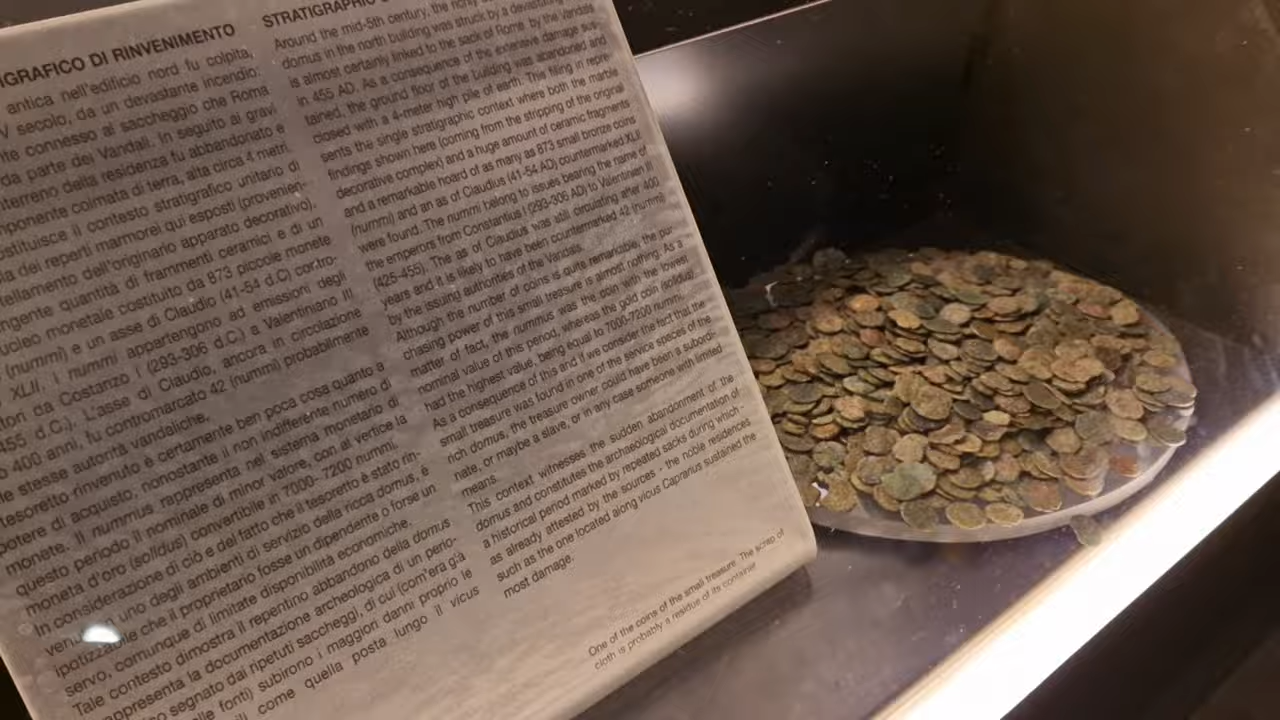 IGRAFICO DI RINVENIMENTO
antica nell'edificio nord fu colpita,
V secolo, da un devastante incendio:
nte connesso al saccheggio che Roma
da parte dei Vandali. In seguito ai gravi
terreno della residenza fu abbandonato e
mponente colmata di terra, alta circa 4 metri.
stituisce il contesto stratigrafico unitario di
ia dei reperti marmorei qui esposti (provenien-
tellamento dell'originario apparato decorativo),
ingente quantità di frammenti ceramici e di un
ucleo monetale costituito da 873 piccole monete
(nummi) e un asse di Claudio (41-54 d.C) contro-
XLII. I nummi appartengono ad emissioni degli
tori da Costanzo I (293-306 d.C.) a Valentiniano III
455 d.C.). L'asse di Claudio, ancora in circolazione
o 400 anni, fu contromarcato 42 (nummi) probabilmente
le stesse autorità vandaliche.
tesoretto rinvenuto è certamente ben poca cosa quanto a
potere di acquisto, nonostante il non indifferente numero di
monete. Il nummus rappresenta nel sistema monetario di
questo periodo il nominale di minor valore, con al vertice la
moneta d'oro (solidus) convertibile in 7000-7200 nummi.
In considerazione di ciò e del fatto che il tesoretto è stato rin-
venuto in uno degli ambienti di servizio della ricca domus, è
ipotizzabile che il proprietario fosse un dipendente o forse un
servo, comunque di limitate disponibilità economiche.
Tale contesto dimostra il repentino abbandono della domus
rappresenta la documentazione archeologica di un perio-
segnato dai ripetuti saccheggi, di cui (com'era già
alle fonti) subirono i maggiori danni proprio le
ili come quella posta lungo il vicus
STRATIGRAPHIC
Around the mid-5th century, the richly
domus in the north building was struck by a devastating
is almost certainly linked to the sack of Rome by the Vandals
in 455 AD. As a consequence of the extensive damage sus-
tained, the ground floor of the building was abandoned and
closed with a 4-meter high pile of earth. This filling in repre-
sents the single stratigraphic context where both the marble
findings shown here (coming from the stripping of the original
decorative complex) and a huge amount of ceramic fragments
and a remarkable hoard of as many as 873 small bronze coins
(nummi) and an as of Claudius (41-54 AD) countermarked XLII
were found. The nummi belong to issues bearing the name of
the emperors from Constantius I (293-306 AD) to Valentinien III
(425-455). The as of Claudius was still circulating after 400
years and it is likely to have been countermarked 42 (nummi)
by the issuing authorities of the Vandals.
Although the number of coins is quite remarkable, the pur-
chasing power of this small treasure is almost nothing. As a
matter of fact, the nummus was the coin with the lowest
nominal value of this period, whereas the gold coin (solidus)
had the highest value, being equal to 7000-7200 nummi.
As a consequence of this and if we consider the fact that the
small treasure was found in one of the service spaces of the
rich domus, the treasure owner could have been a subordi-
nate, or maybe a slave, or in any case someone with limited
means.
This context witnesses the sudden abandonment of the
domus and constitutes the archaeological documentation of
a historical period marked by repeated sacks during which -
as already attested by the sources - the noble residences
such as the one located along vicus Caprarius sustained the
most damage.
One of the coins of the small treasure. The scrap of
cloth is probably a residue of its container